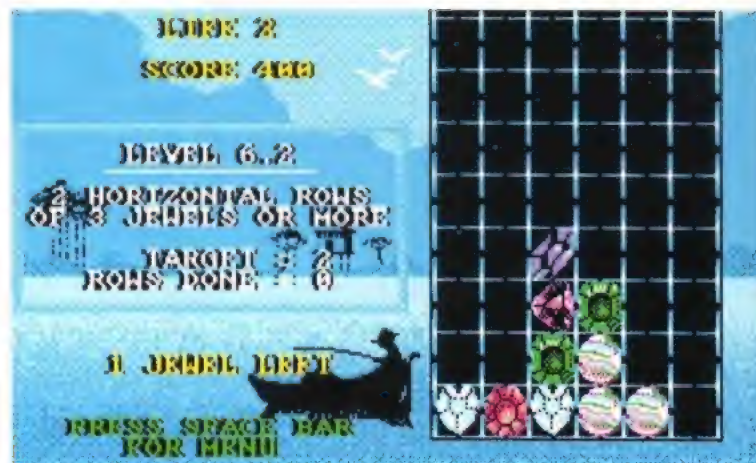 LIFE 2
SCORE 400
LEVEL 6.2
2 HORIZONTAL ROWS
OF 3 JEWELS OR MORE
TARGET = 2
ROWS DONE = 0
1 JEWEL LEFT
PRESS SPACE BAR
FOR MENU